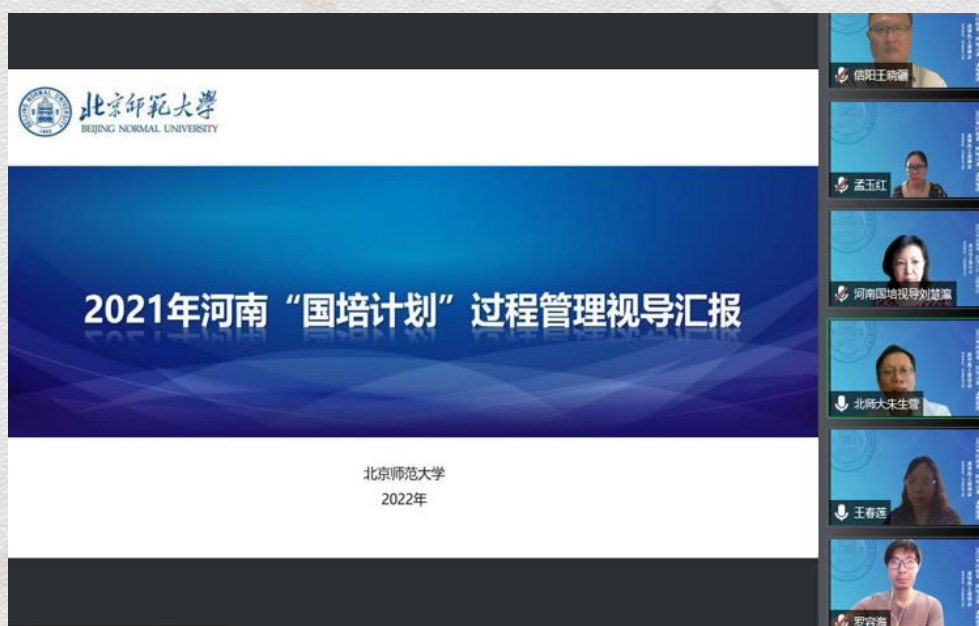 北京师范大学
BEIJING NORMAL UNIVERSITY
2021年河南“国培计划”过程管理视导汇报
北京师范大学
2022年
信阳王晓疆
孟玉红
河南国培视导刘慧瀛
北师大朱生营
王春莲
罗容海